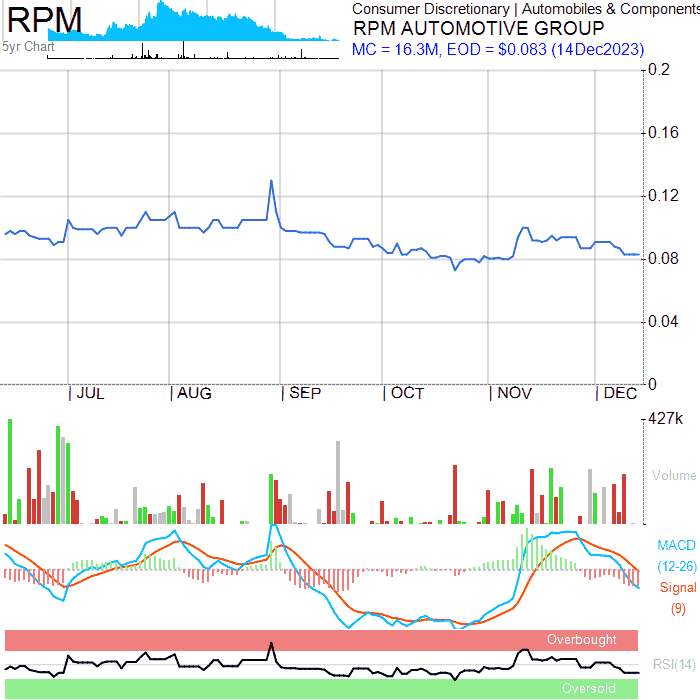 RPM
5yr Chart
Consumer Discretionary | Automobiles & Components
RPM AUTOMOTIVE GROUP
MC = 16.3M, EOD = $0.083 (14Dec2023)
0.2
0.16
0.12
0.08
0.04
0
| JUL | AUG | SEP | OCT | NOV | DEC
427k
Volume
MACD
(12-26)
Signal
(9)
Overbought
RSI(14)
Oversold